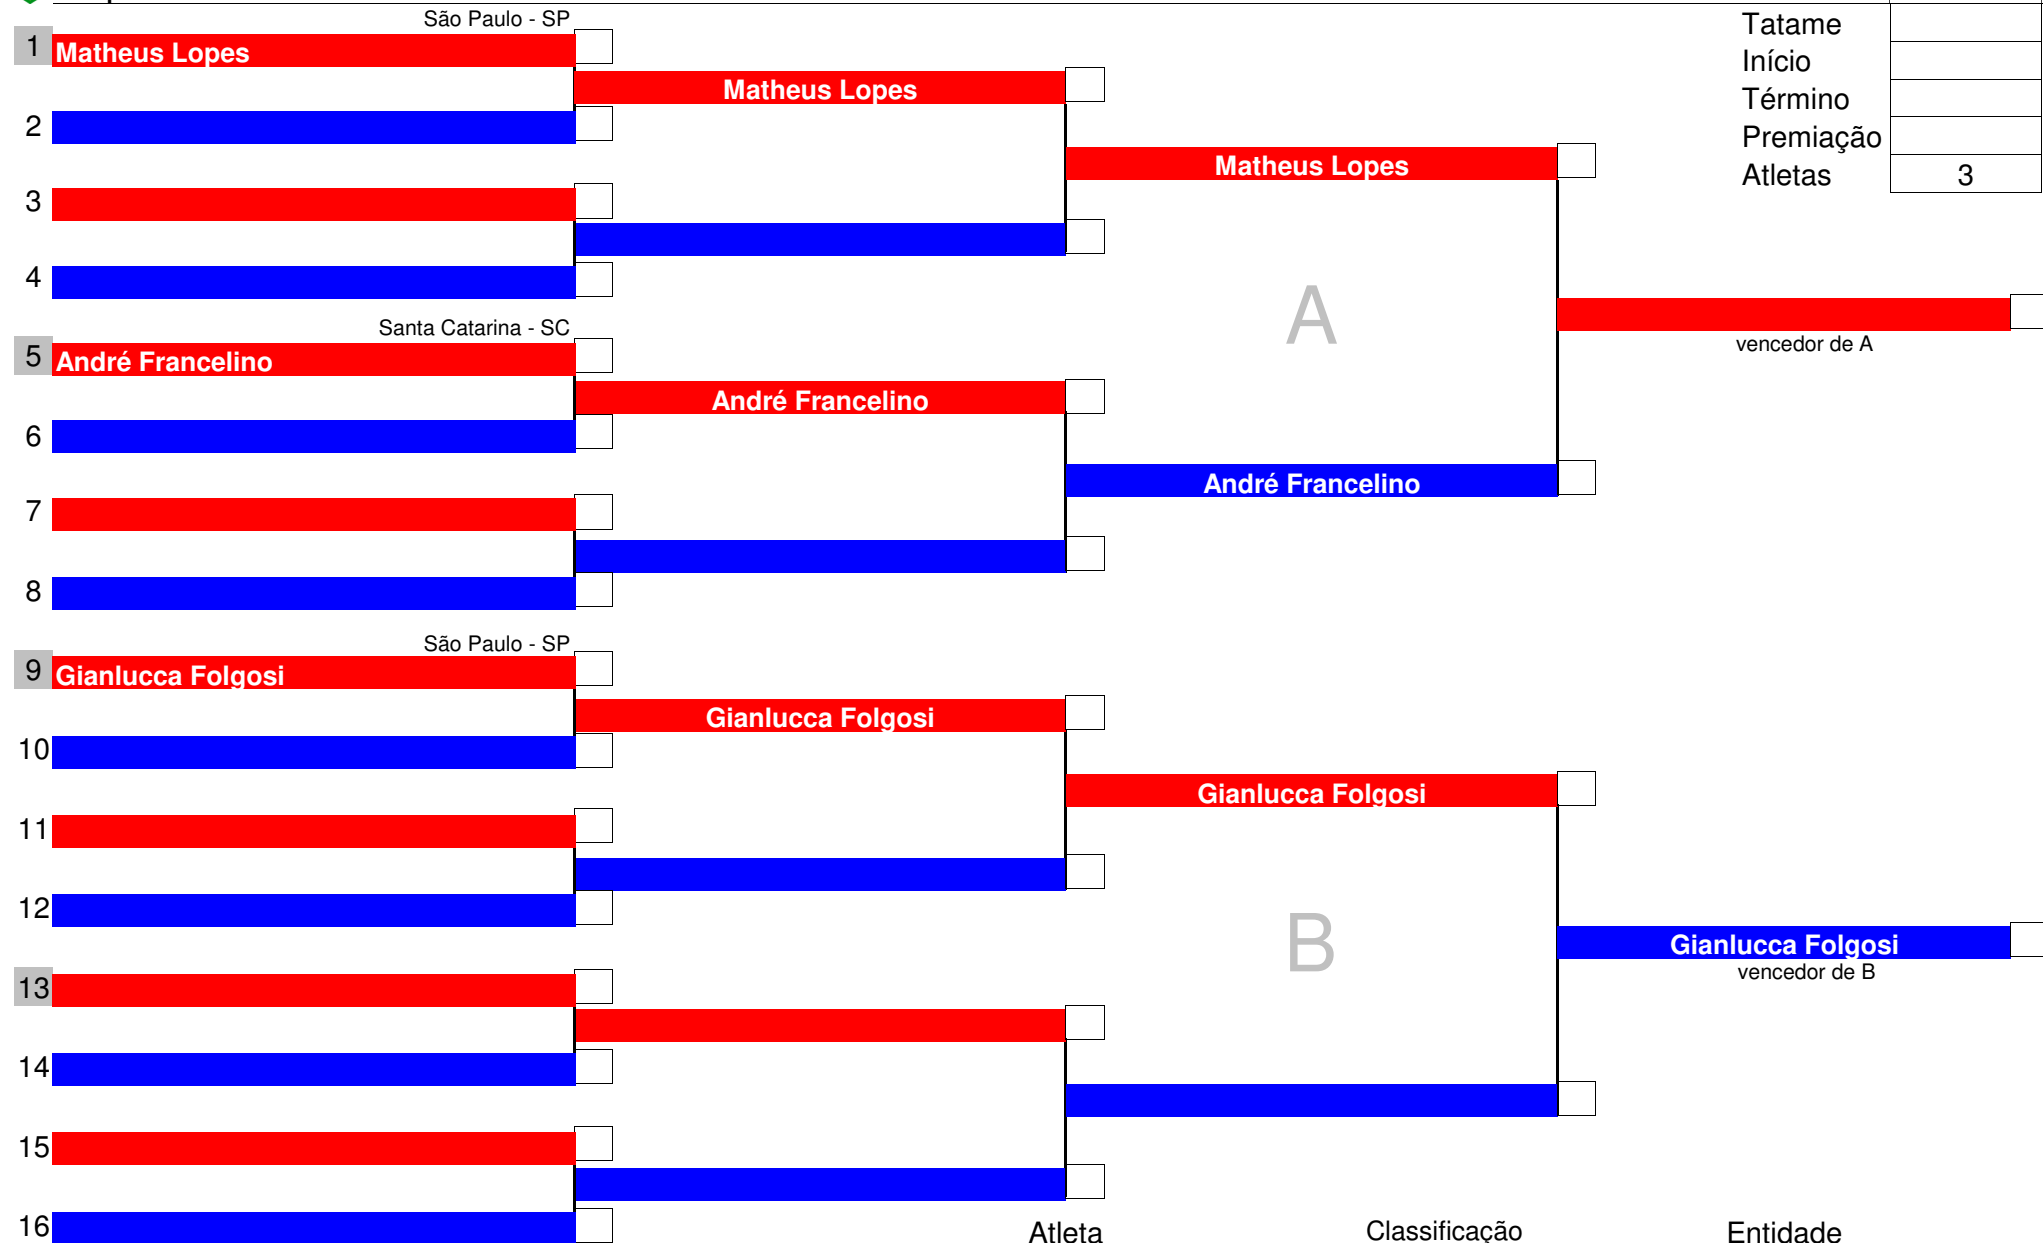 São Paulo - SP
1 Matheus Lopes
Matheus Lopes
2
Matheus Lopes
3
4
Tatame
Início
Término
Premiação
Atletas 3
A
vencedor de A
Santa Catarina - SC
5 André Francelino
André Francelino
6
André Francelino
7
8
São Paulo - SP
9 Gianlucca Folgosi
Gianlucca Folgosi
10
Gianlucca Folgosi
11
12
B
Gianlucca Folgosi
vencedor de B
13
14
15
16
Atleta Classificação Entidade